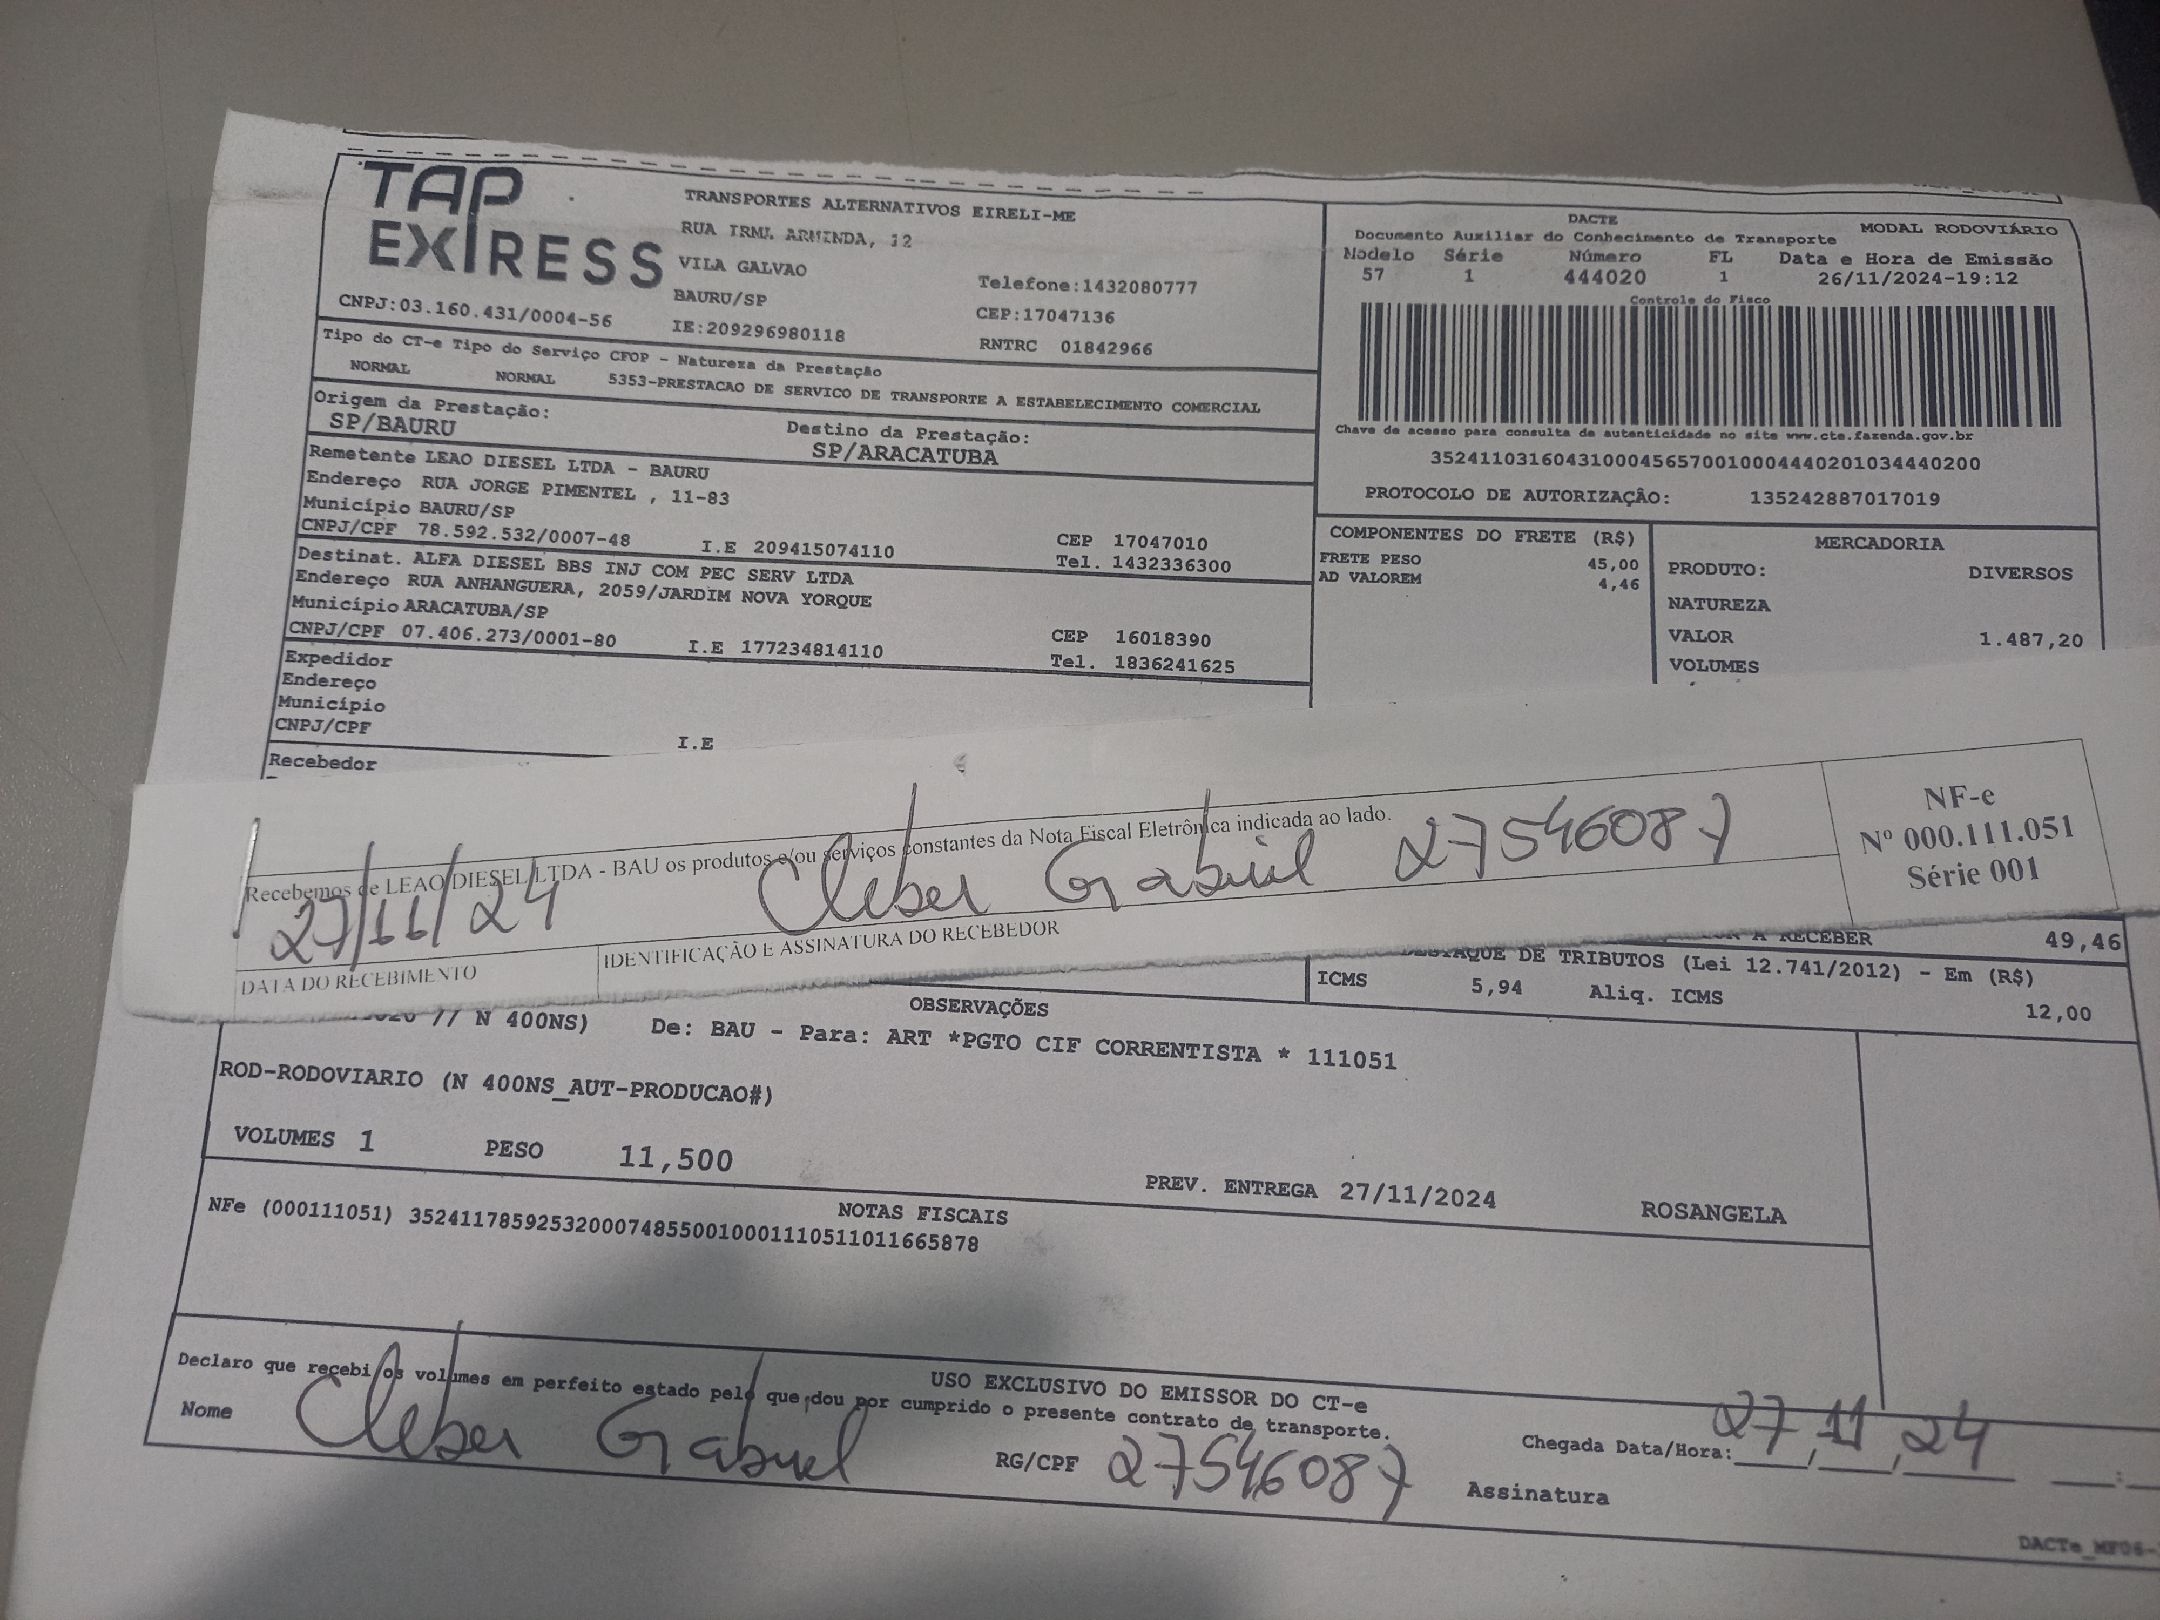 TAP
EXPRESS
TRANSPORTES ALTERNATIVOS EIRELI-ME
RUA IRMA ARMINDA, 12
VILA GALVAO
BAURU/SP
Telefone:1432080777
CEP:17047136
CNPJ:03.160.431/0004-56
IE:209296980118
RNTRC 01842966
DACTE
MODAL RODOVIÁRIO
Documento Auxiliar do Conhecimento de Transporte
Modelo Série Número FL Data e Hora de Emissão
57 1 444020 1 26/11/2024-19:12
Controle do Fisco
Chave de acesso para consulta de autenticidade no site www.cte.fazenda.gov.br
35241103160431000456570010004440201034440200
PROTOCOLO DE AUTORIZAÇÃO: 135242887017019
Tipo do CT-e Tipo do Serviço CFOP - Natureza da Prestação
NORMAL NORMAL 5353-PRESTACAO DE SERVICO DE TRANSPORTE A ESTABELECIMENTO COMERCIAL
Origem da Prestação: Destino da Prestação:
SP/BAURU SP/ARACATUBA
Remetente LEAO DIESEL LTDA - BAURU
Endereço RUA JORGE PIMENTEL , 11-83
Município BAURU/SP CEP 17047010
CNPJ/CPF 78.592.532/0007-48 I.E 209415074110 Tel. 1432336300
Destinat. ALFA DIESEL BBS INJ COM PEC SERV LTDA
Endereço RUA ANHANGUERA, 2059/JARDIM NOVA YORQUE
Município ARACATUBA/SP CEP 16018390
CNPJ/CPF 07.406.273/0001-80 I.E 177234814110 Tel. 1836241625
Expedidor
Endereço
Município
CNPJ/CPF I.E
Recebedor
COMPONENTES DO FRETE (R$)
FRETE PESO 45,00
AD VALOREM 4,46
MERCADORIA
PRODUTO: DIVERSOS
NATUREZA
VALOR 1.487,20
VOLUMES
Recebemos de LEAO DIESEL LTDA - BAU os produtos e/ou serviços constantes da Nota Fiscal Eletrônica indicada ao lado.
27/11/24 Cleber Gabriel 27546087
DATA DO RECEBIMENTO IDENTIFICAÇÃO E ASSINATURA DO RECEBEDOR
NF-e
Nº 000.111.051
Série 001
A RECEBER 49,46
DE TRIBUTOS (Lei 12.741/2012) - Em (R$)
ICMS 5,94 Aliq. ICMS 12,00
OBSERVAÇÕES
// N 400NS) De: BAU - Para: ART *PGTO CIF CORRENTISTA * 111051
ROD-RODOVIARIO (N 400NS_AUT-PRODUCAO#)
VOLUMES 1 PESO 11,500
PREV. ENTREGA 27/11/2024 ROSANGELA
NOTAS FISCAIS
NFe (000111051) 35241178592532000748550010001110511011665878
USO EXCLUSIVO DO EMISSOR DO CT-e
Declaro que recebi os volumes em perfeito estado pelo que dou por cumprido o presente contrato de transporte.
Nome Cleber Gabriel RG/CPF 27546087
Chegada Data/Hora: 27/11/24
Assinatura